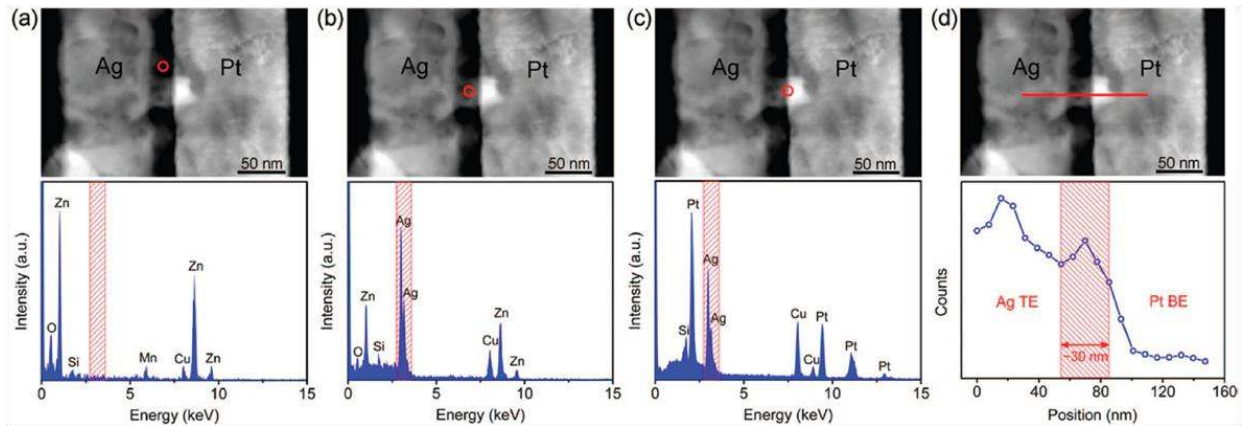 (a)
Ag
Pt
50 nm
(b)
Ag
Pt
50 nm
(c)
Ag
Pt
50 nm
(d)
Ag
Pt
50 nm
Intensity (a.u.)
Zn
O
Si
Mn
Cu
Zn
Zn
0
5
10
15
Energy (keV)
Intensity (a.u.)
O
Zn
Si
Ag
Ag
Cu
Zn
Zn
0
5
10
15
Energy (keV)
Intensity (a.u.)
Si
Pt
Ag
Ag
Cu
Cu
Pt
Pt
Pt
0
5
10
15
Energy (keV)
Counts
Ag TE
Pt BE
~30 nm
0
40
80
120
160
Position (nm)